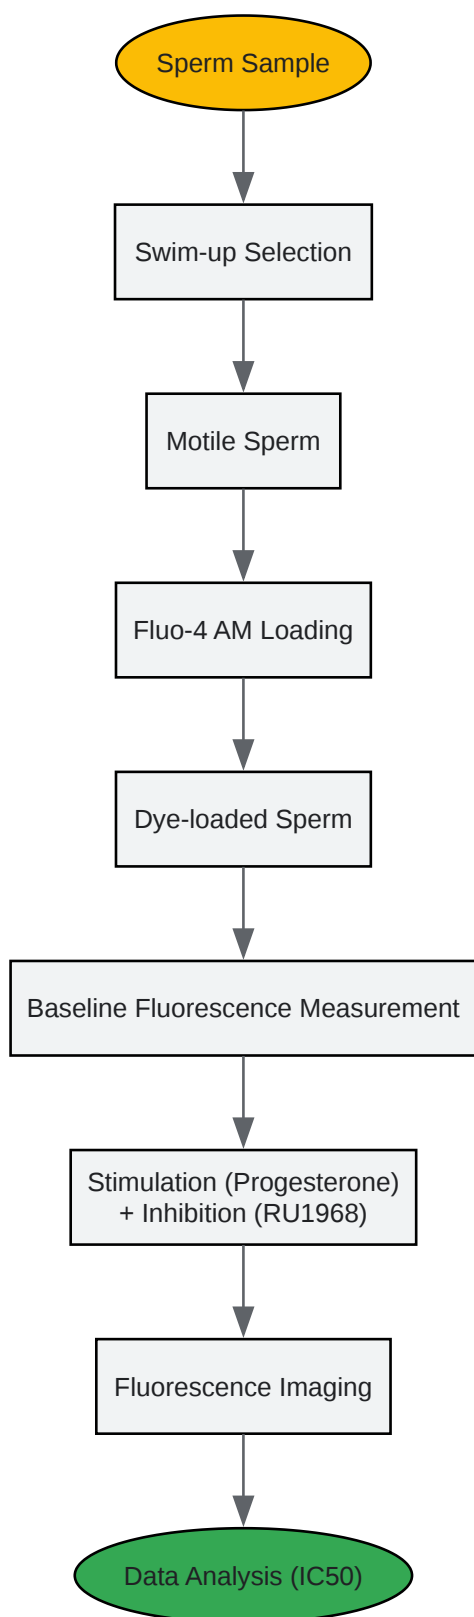 Sperm Sample
Swim-up Selection
Motile Sperm
Fluo-4 AM Loading
Dye-loaded Sperm
Baseline Fluorescence Measurement
Stimulation (Progesterone)
+ Inhibition (RU1968)
Fluorescence Imaging
Data Analysis (IC50)